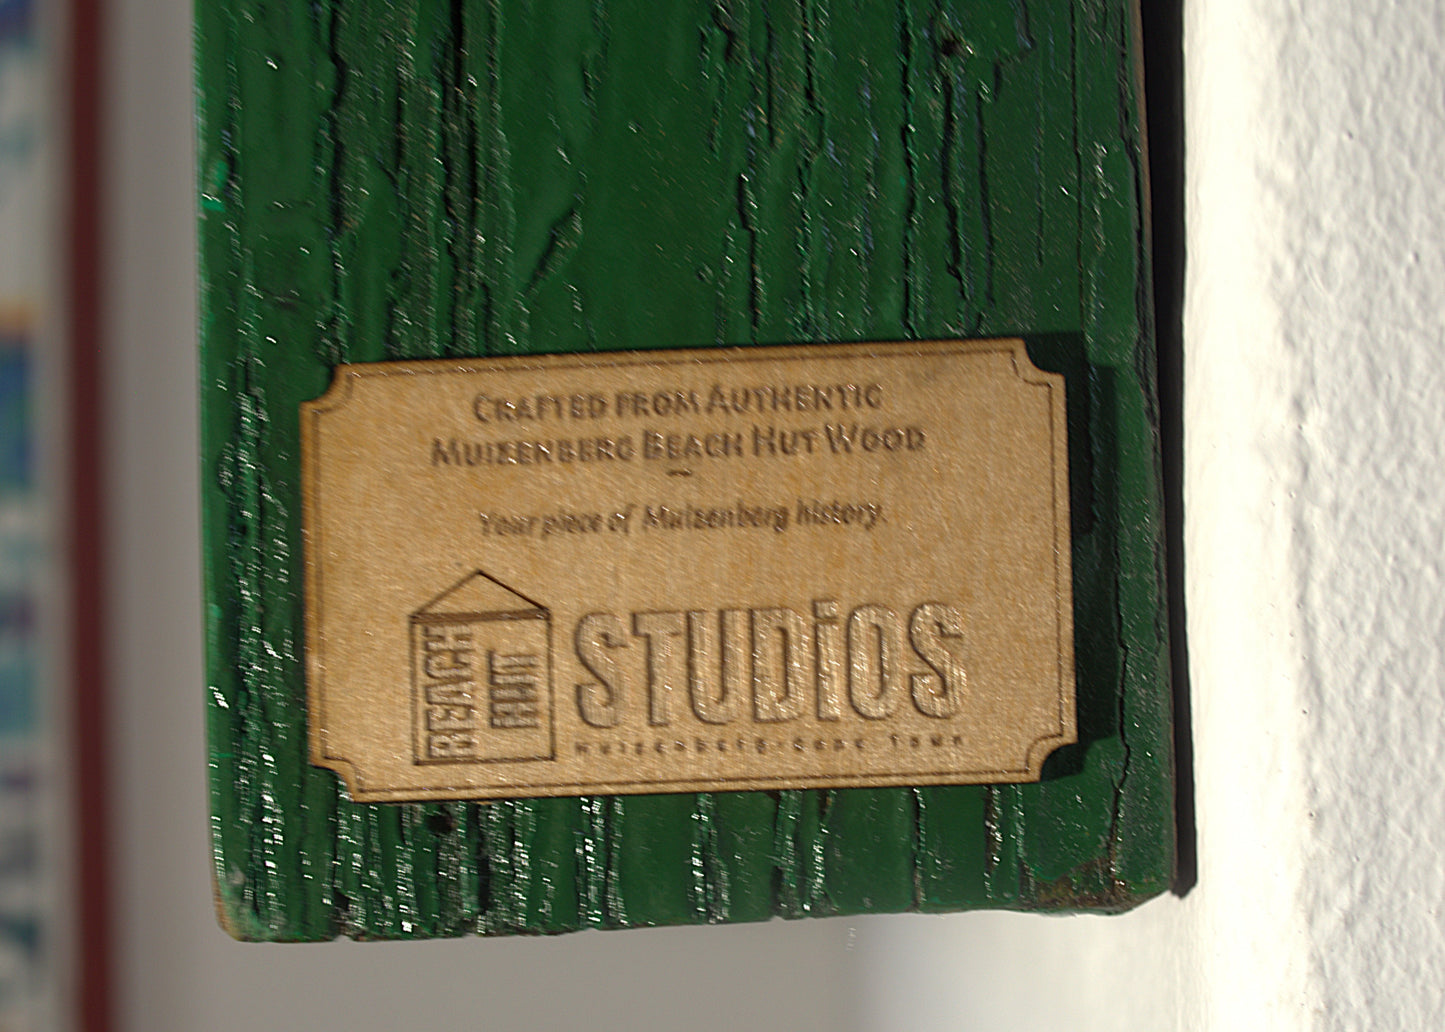 CRAFTED FROM AUTHENTIC
MUIZENBERG BEACH HUT WOOD
~
Your piece of Muizenberg history.
BEACH
HUT
STUDiOS
Muizenberg-Cape Town